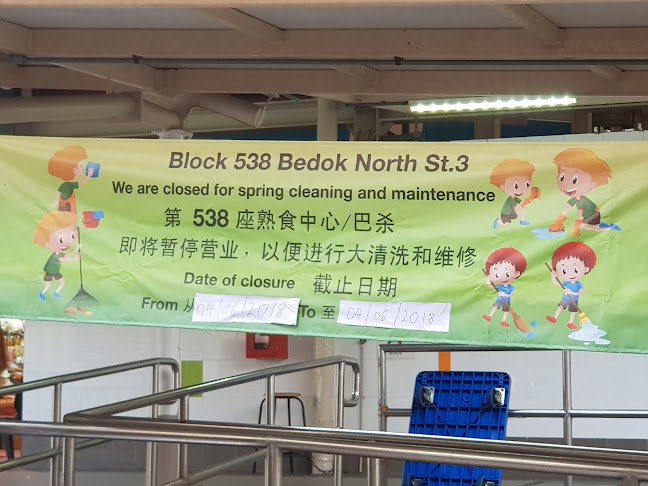 Block 538 Bedok North St.3
We are closed for spring cleaning and maintenance
第 538 座熟食中心/巴杀
即将暂停营业，以便进行大清洗和维修
Date of closure 截止日期
From 从 04/06/2018 To 至 04/06/2018